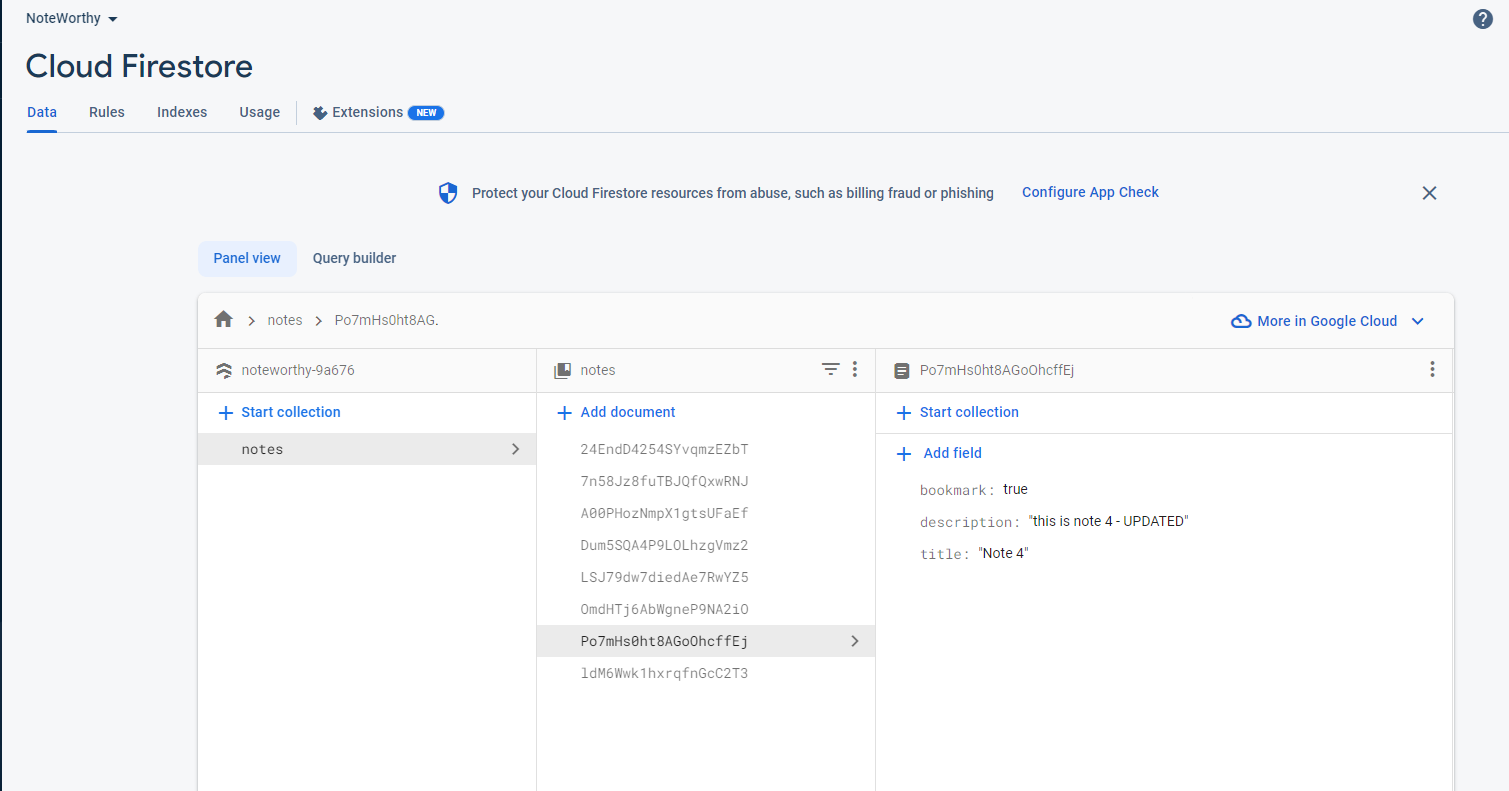 NoteWorthy
Cloud Firestore
Data Rules Indexes Usage Extensions NEW
Protect your Cloud Firestore resources from abuse, such as billing fraud or phishing Configure App Check
Panel view Query builder
notes Po7mHs0ht8AG.
More in Google Cloud
noteworthy-9a676
Start collection
notes
notes
Add document
24EndD4254SYvqmzEZbT
7n58Jz8fuTBJQfQxwRNJ
A00PHozNmpX1gtsUFaEf
Dum5SQA4P9LOLhzgVmz2
LSJ79dw7diedAe7RwYZ5
OmdHTj6AbWgneP9NA2iO
Po7mHs0ht8AGoOhcffEj
ldM6Wwk1hxrqfnGcC2T3
Po7mHs0ht8AGoOhcffEj
Start collection
Add field
bookmark: true
description: "this is note 4 - UPDATED"
title: "Note 4"